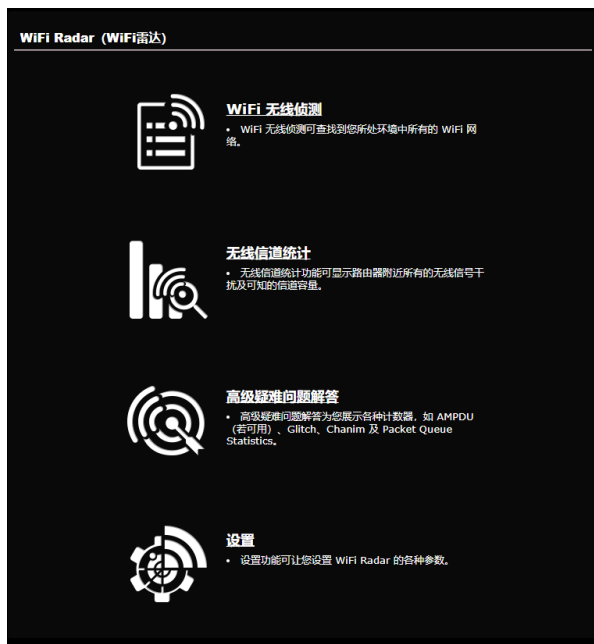 WiFi Radar (WiFi雷达)
WiFi 无线侦测
• WiFi 无线侦测可查找到您所处环境中所有的 WiFi 网
络。
无线信道统计
• 无线信道统计功能可显示路由器附近所有的无线信号干
扰及可知的信道容量。
高级疑难问题解答
• 高级疑难问题解答为您展示各种计数器，如 AMPDU
（若可用）、Glitch、Chanim 及 Packet Queue
Statistics。
设置
• 设置功能可让您设置 WiFi Radar 的各种参数。